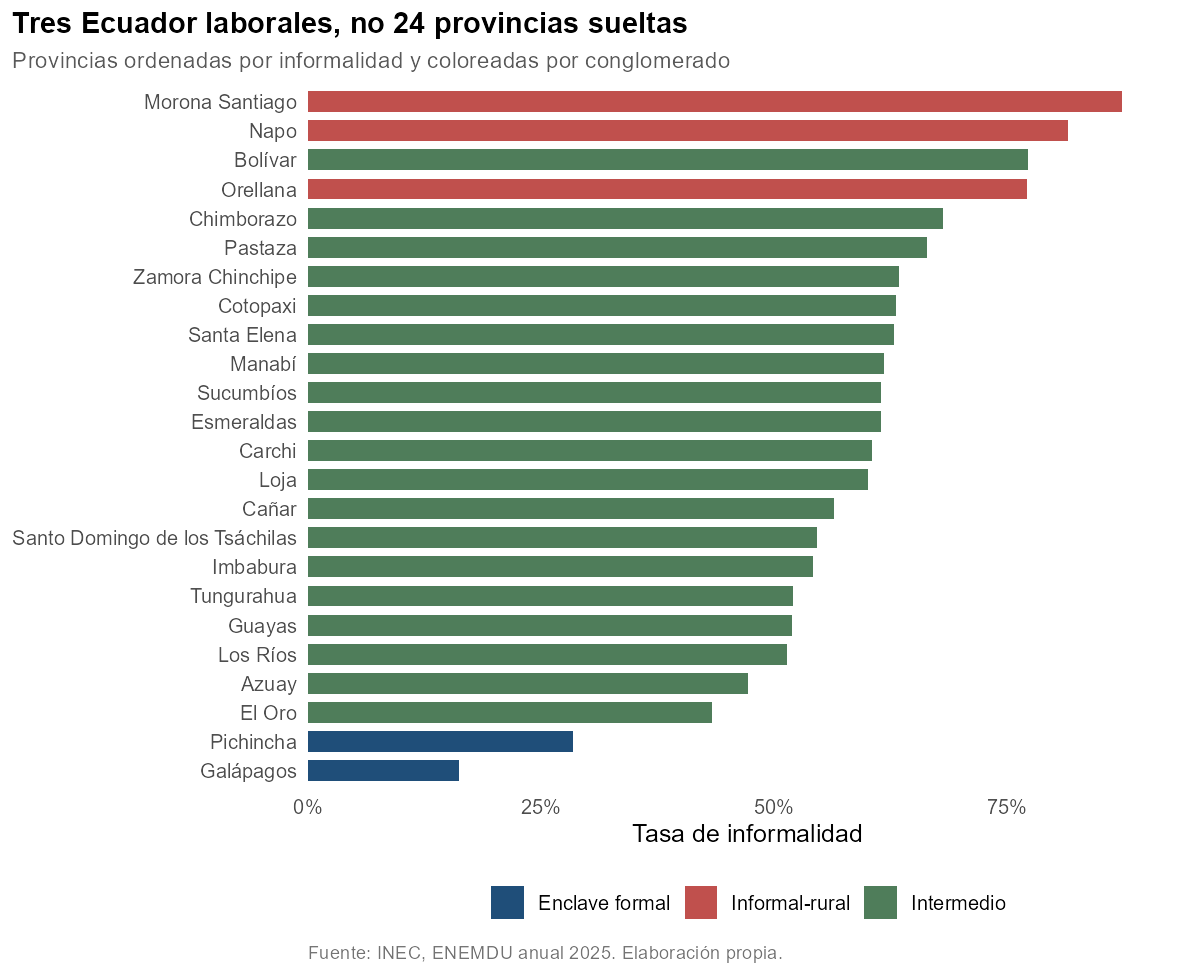 Tres Ecuador laborales, no 24 provincias sueltas
Provincias ordenadas por informalidad y coloreadas por conglomerado
Morona Santiago
Napo
Bolívar
Orellana
Chimborazo
Pastaza
Zamora Chinchipe
Cotopaxi
Santa Elena
Manabí
Sucumbíos
Esmeraldas
Carchi
Loja
Cañar
Santo Domingo de los Tsáchilas
Imbabura
Tungurahua
Guayas
Los Ríos
Azuay
El Oro
Pichincha
Galápagos
0% 25% 50% 75%
Tasa de informalidad
Enclave formal Informal-rural Intermedio
Fuente: INEC, ENEMDU anual 2025. Elaboración propia.